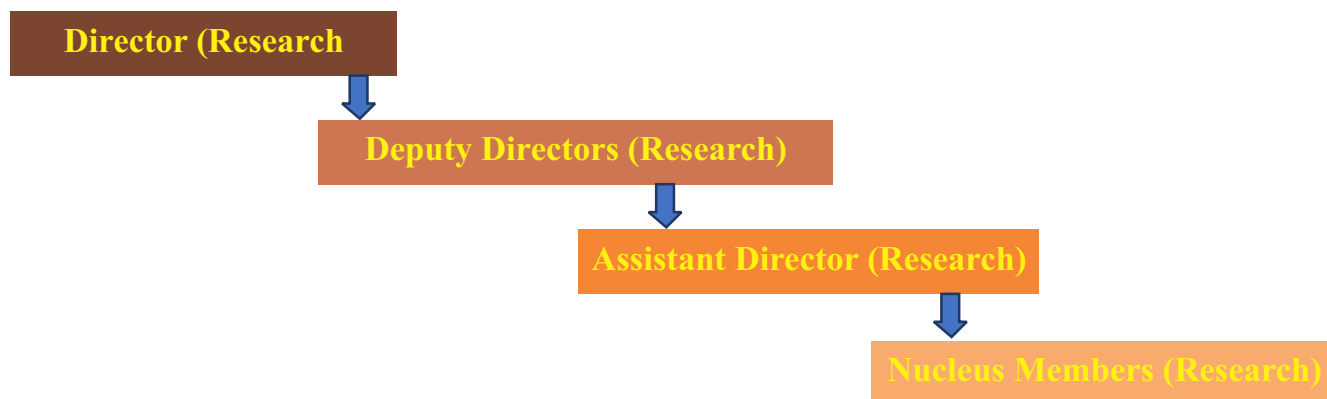 Director (Research
Deputy Directors (Research)
Assistant Director (Research)
Nucleus Members (Research)